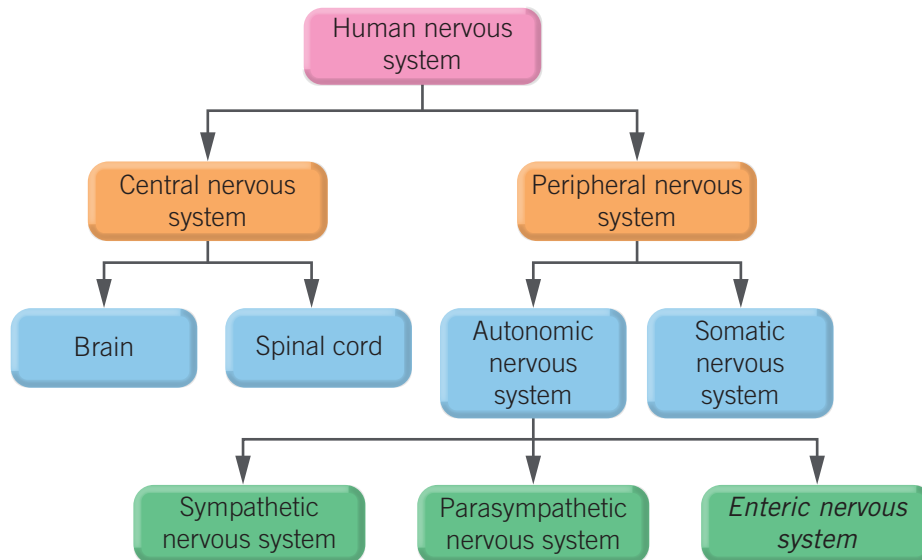 Human nervous
system
Central nervous
system
Peripheral nervous
system
Brain
Spinal cord
Autonomic
nervous
system
Somatic
nervous
system
Sympathetic
nervous system
Parasympathetic
nervous system
Enteric nervous
system